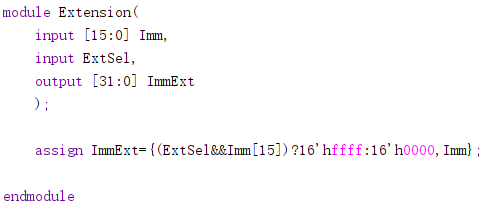 module Extension(
input [15:0] Imm,
input ExtSel,
output [31:0] ImmExt
);
assign ImmExt={(ExtSel&&Imm[15])?16'hffff:16'h0000,Imm};
endmodule